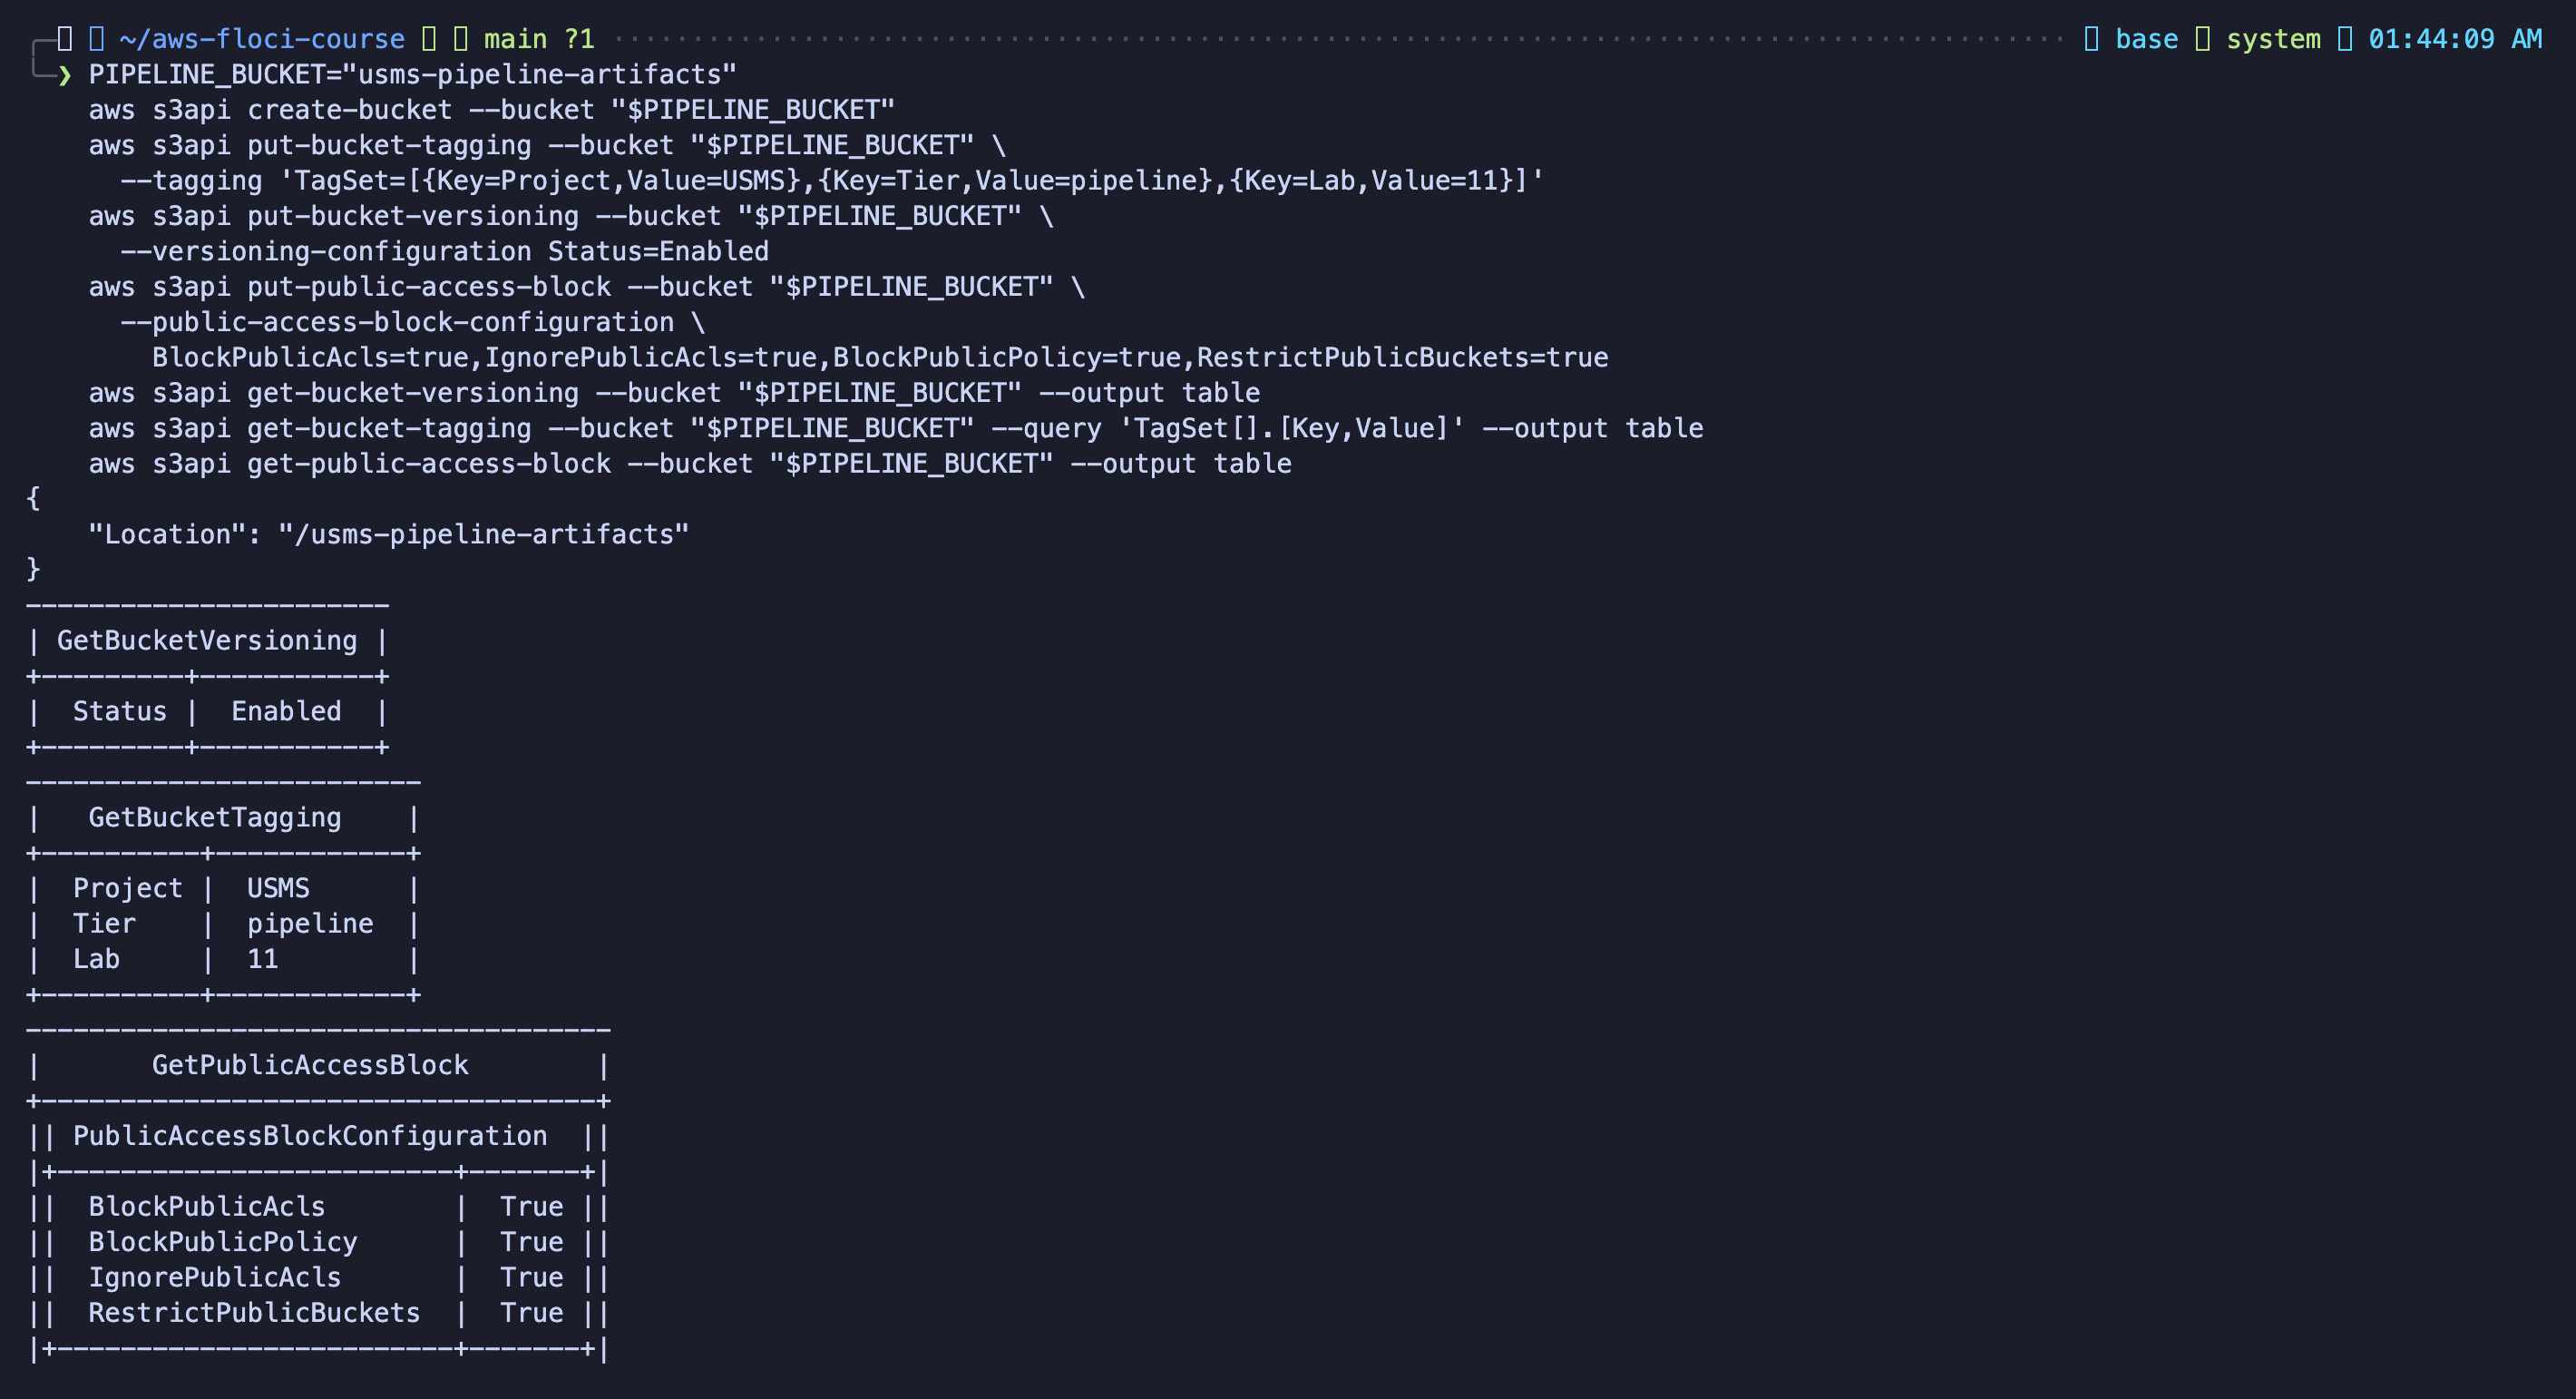 ~/aws-floci-course main ?1 base system 01:44:09 AM
❯ PIPELINE_BUCKET="usms-pipeline-artifacts"
aws s3api create-bucket --bucket "$PIPELINE_BUCKET"
aws s3api put-bucket-tagging --bucket "$PIPELINE_BUCKET" \
--tagging 'TagSet=[{Key=Project,Value=USMS},{Key=Tier,Value=pipeline},{Key=Lab,Value=11}]'
aws s3api put-bucket-versioning --bucket "$PIPELINE_BUCKET" \
--versioning-configuration Status=Enabled
aws s3api put-public-access-block --bucket "$PIPELINE_BUCKET" \
--public-access-block-configuration \
BlockPublicAcls=true,IgnorePublicAcls=true,BlockPublicPolicy=true,RestrictPublicBuckets=true
aws s3api get-bucket-versioning --bucket "$PIPELINE_BUCKET" --output table
aws s3api get-bucket-tagging --bucket "$PIPELINE_BUCKET" --query 'TagSet[].[Key,Value]' --output table
aws s3api get-public-access-block --bucket "$PIPELINE_BUCKET" --output table
{
"Location": "/usms-pipeline-artifacts"
}
-----------------------
| GetBucketVersioning |
+---------+-----------+
|  Status |  Enabled  |
+---------+-----------+
-------------------------
|   GetBucketTagging    |
+----------+------------+
|  Project |  USMS      |
|  Tier    |  pipeline  |
|  Lab     |  11        |
+----------+------------+
-------------------------------------
|       GetPublicAccessBlock        |
+-----------------------------------+
|| PublicAccessBlockConfiguration  ||
|+-------------------------+-------+|
||  BlockPublicAcls        |  True ||
||  BlockPublicPolicy      |  True ||
||  IgnorePublicAcls       |  True ||
||  RestrictPublicBuckets  |  True ||
|+-------------------------+-------+|